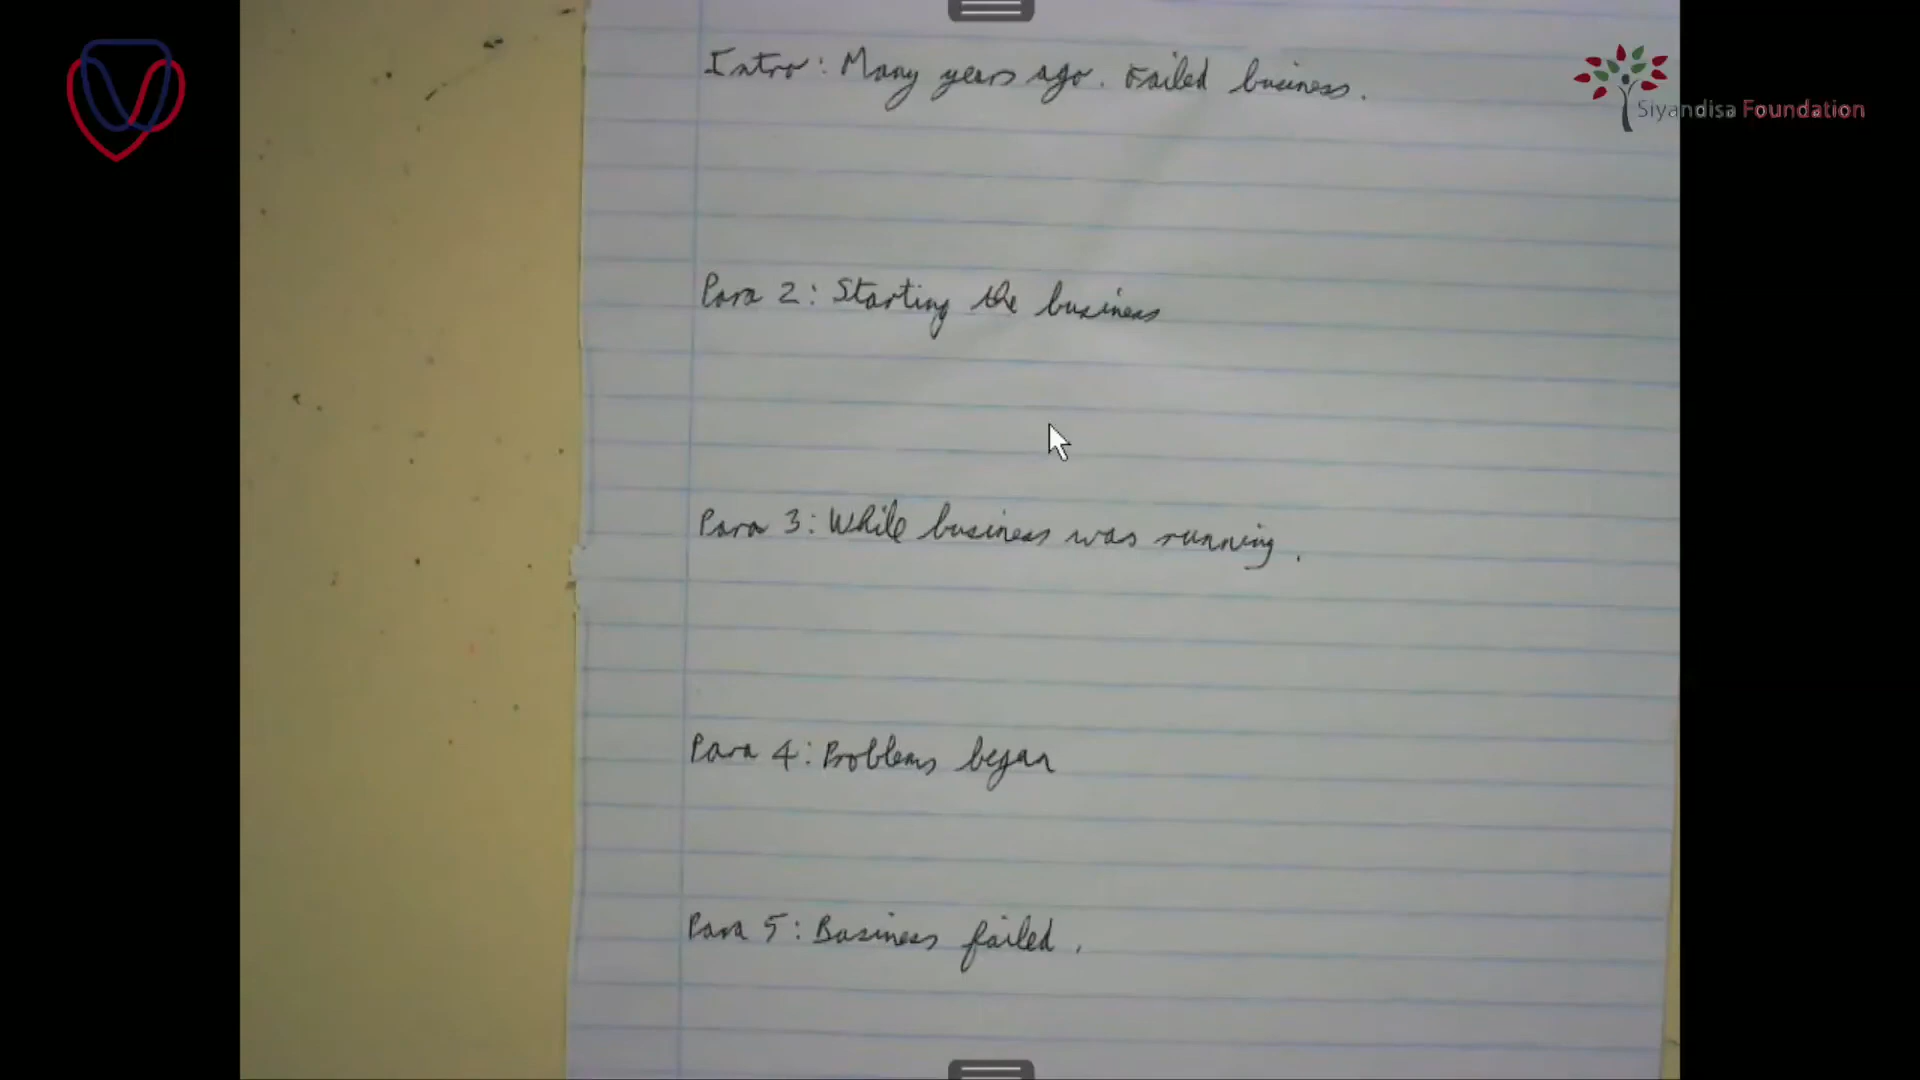 Intro: Many years ago. Failed business.
Siyandisa Foundation
Para 2: Starting the business
Para 3: While business was running.
Para 4: Problems began
Para 5: Business failed.